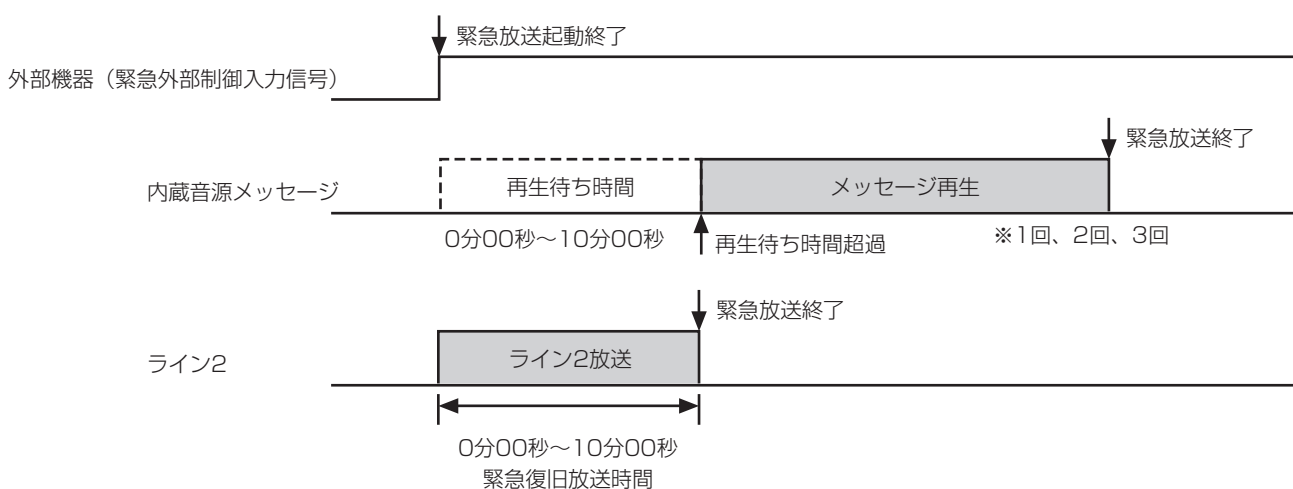 緊急放送起動終了
外部機器（緊急外部制御入力信号）
緊急放送終了
内蔵音源メッセージ
再生待ち時間
メッセージ再生
0分00秒～10分00秒
再生待ち時間超過
※1回、2回、3回
緊急放送終了
ライン2
ライン2放送
0分00秒～10分00秒
緊急復旧放送時間